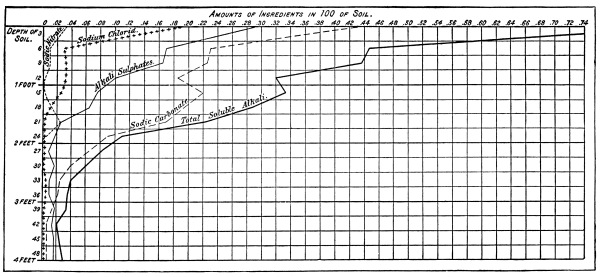 AMOUNTS OF INGREDIENTS IN 100 OF SOIL.
DEPTH OF SOIL.
0 .02 .04 .06 .08 .10 .12 .14 .16 .18 .20 .22 .24 .26 .28 .30 .32 .34 .36 .38 .40 .42 .44 .46 .48 .50 .52 .54 .56 .58 .60 .62 .64 .66 .68 .70 .72 .74
3
6
9
12
1 FOOT
15
18
21
24
2 FEET
27
30
33
36
3 FEET
39
42
45
48
4 FEET
Sodic Nitrate.
Sodium Chlorid.
Alkali Sulphates.
Sodic Carbonate.
Total Soluble Alkali.